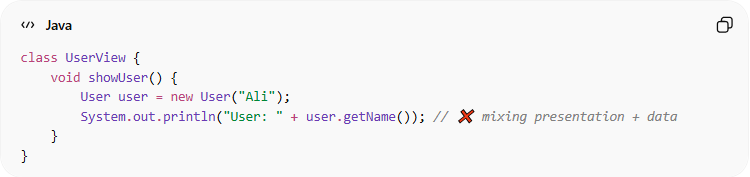 </> Java
class UserView {
    void showUser() {
        User user = new User("Ali");
        System.out.println("User: " + user.getName()); // ❌ mixing presentation + data
    }
}